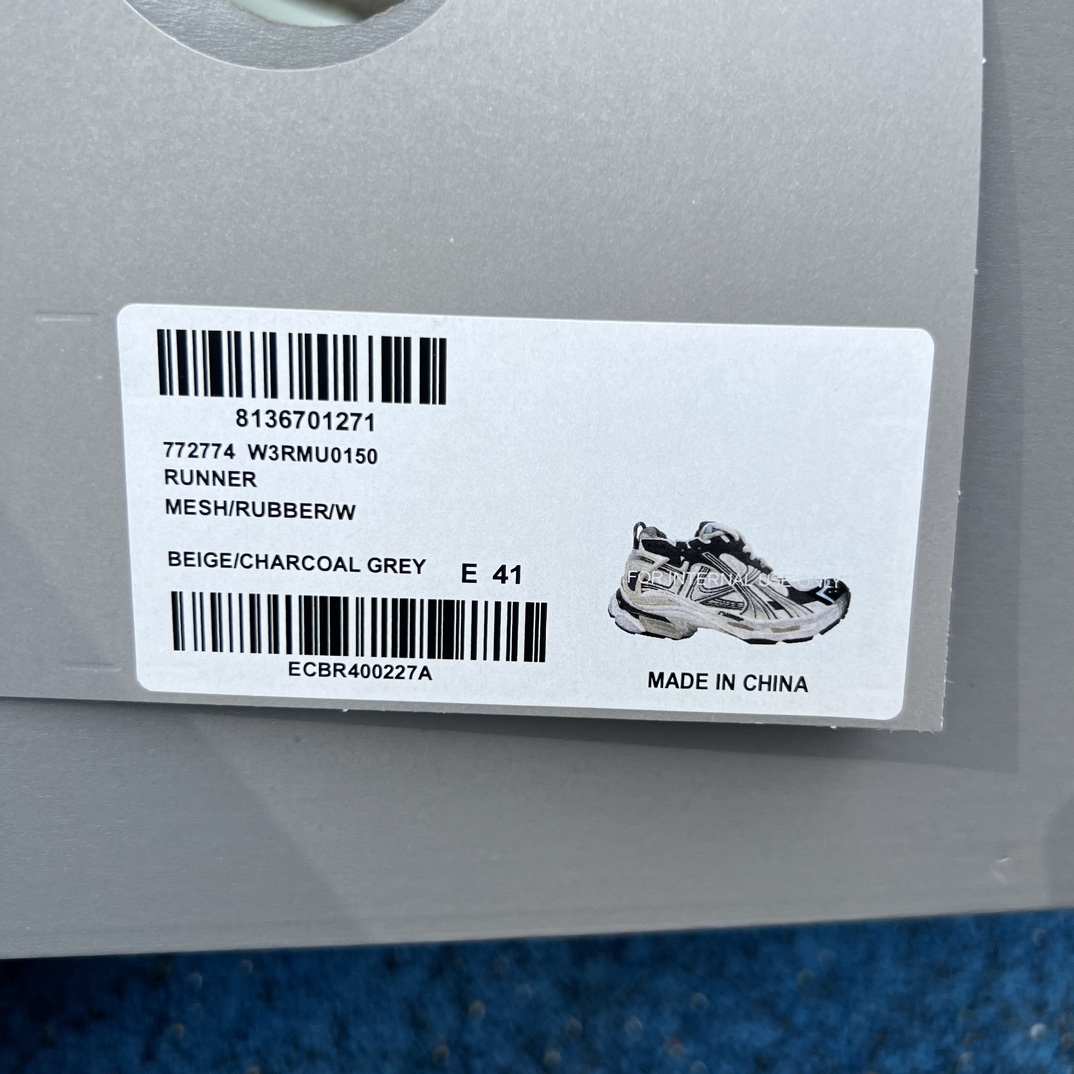 8136701271
772774 W3RMU0150
RUNNER
MESH/RUBBER/W
BEIGE/CHARCOAL GREY E 41
FOR INTERNAL USE ONLY
ECBR400227A
MADE IN CHINA